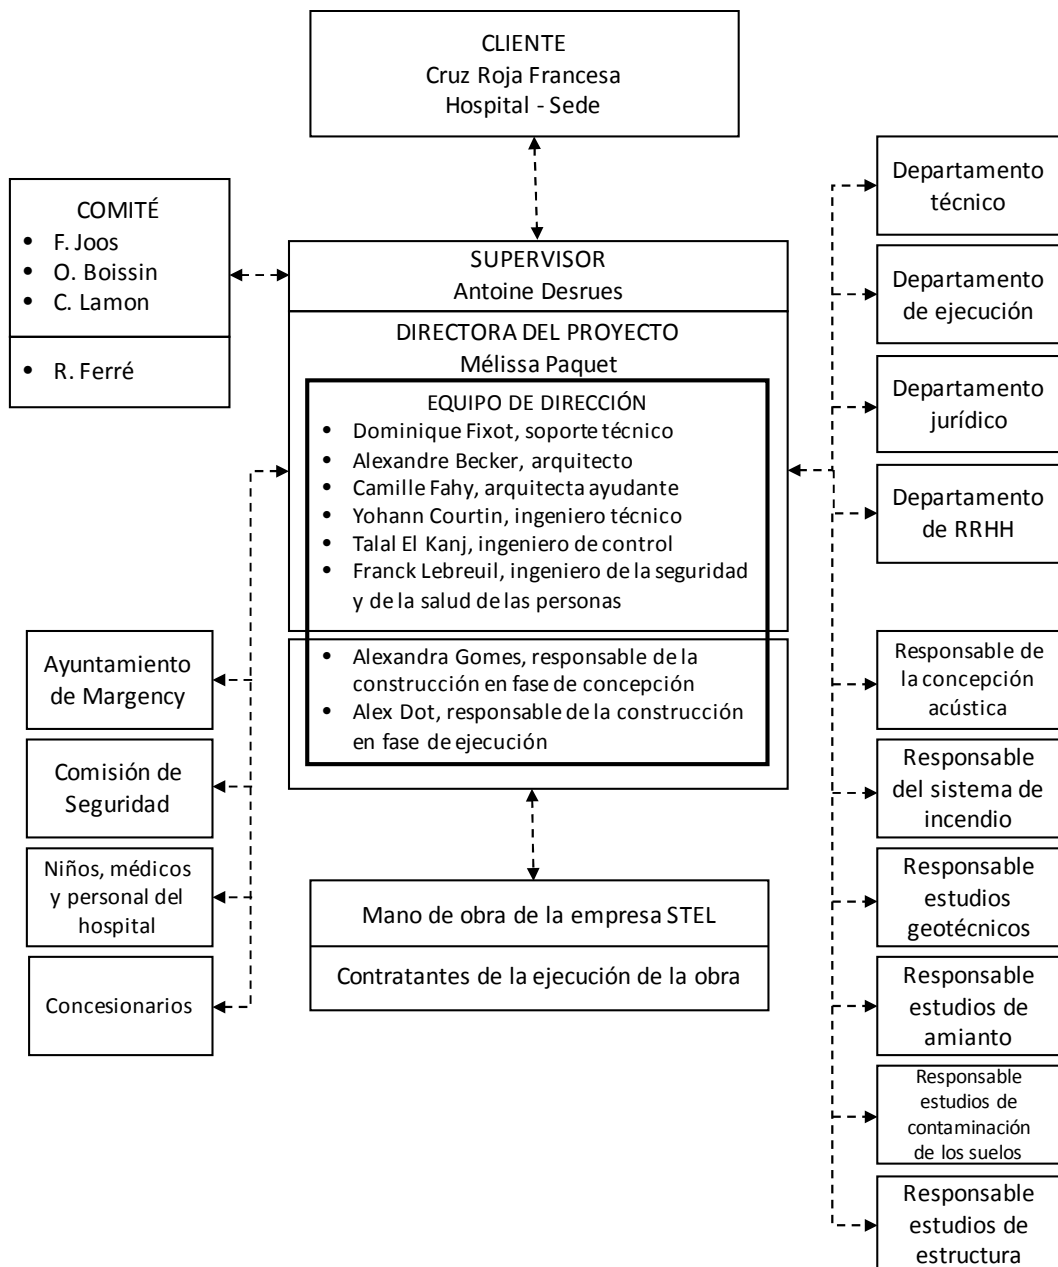 CLIENTE
Cruz Roja Francesa
Hospital - Sede
COMITÉ
• F. Joos
• O. Boissin
• C. Lamon
• R. Ferré
SUPERVISOR
Antoine Desrues
DIRECTORA DEL PROYECTO
Mélissa Paquet
EQUIPO DE DIRECCIÓN
• Dominique Fixot, soporte técnico
• Alexandre Becker, arquitecto
• Camille Fahy, arquitecta ayudante
• Yohann Courtin, ingeniero técnico
• Talal El Kanj, ingeniero de control
• Franck Lebreuil, ingeniero de la seguridad
y de la salud de las personas
• Alexandra Gomes, responsable de la
construcción en fase de concepción
• Alex Dot, responsable de la construcción
en fase de ejecución
Ayuntamiento
de Margency
Comisión de
Seguridad
Niños, médicos
y personal del
hospital
Concesionarios
Mano de obra de la empresa STEL
Contratantes de la ejecución de la obra
Departamento
técnico
Departamento
de ejecución
Departamento
jurídico
Departamento
de RRHH
Responsable de
la concepción
acústica
Responsable
del sistema de
incendio
Responsable
estudios
geotécnicos
Responsable
estudios de
amianto
Responsable
estudios de
contaminación
de los suelos
Responsable
estudios de
estructura